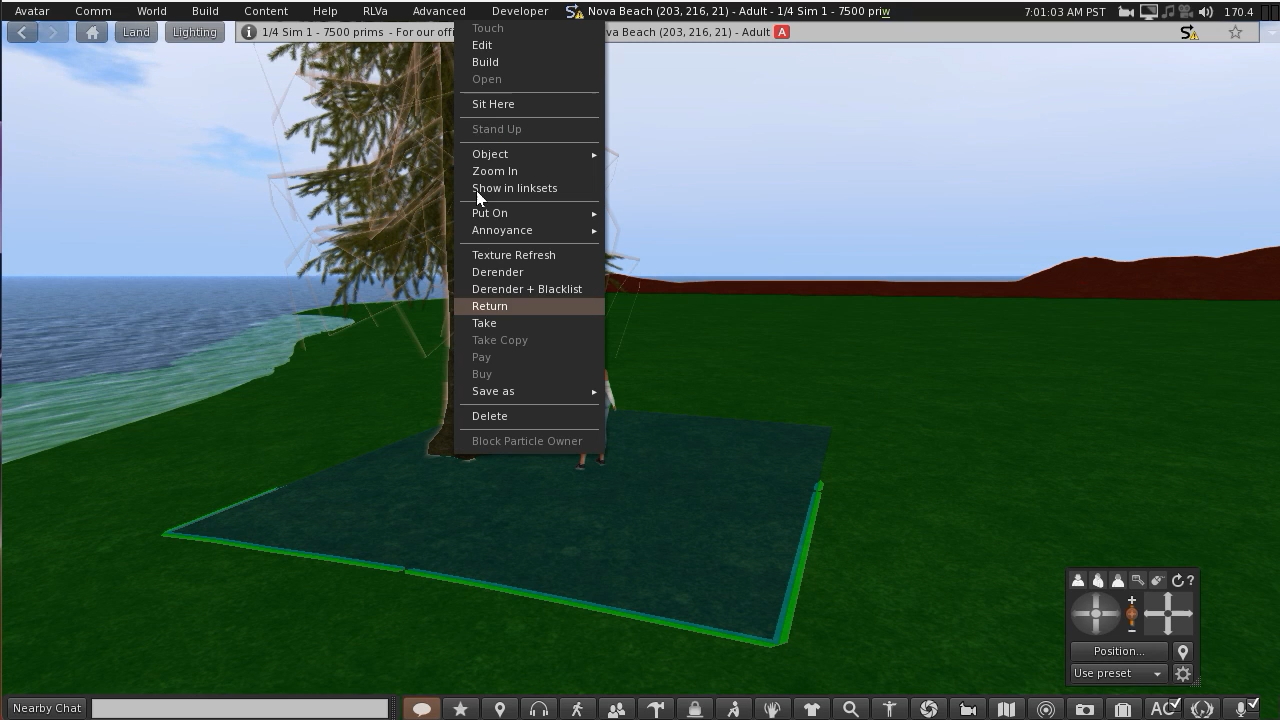 Avatar Comm World Build Content Help RLVa Advanced Developer Nova Beach (203, 216, 21) - Adult - 1/4 Sim 1 - 7500 priw 7:01:03 AM PST 170.4
Land Lighting 1/4 Sim 1 - 7500 prims - For our offi va Beach (203, 216, 21) - Adult A
Touch
Edit
Build
Open
Sit Here
Stand Up
Object
Zoom In
Show in linksets
Put On
Annoyance
Texture Refresh
Derender
Derender + Blacklist
Return
Take
Take Copy
Pay
Buy
Save as
Delete
Block Particle Owner
?
Position...
Use preset
Nearby Chat AO